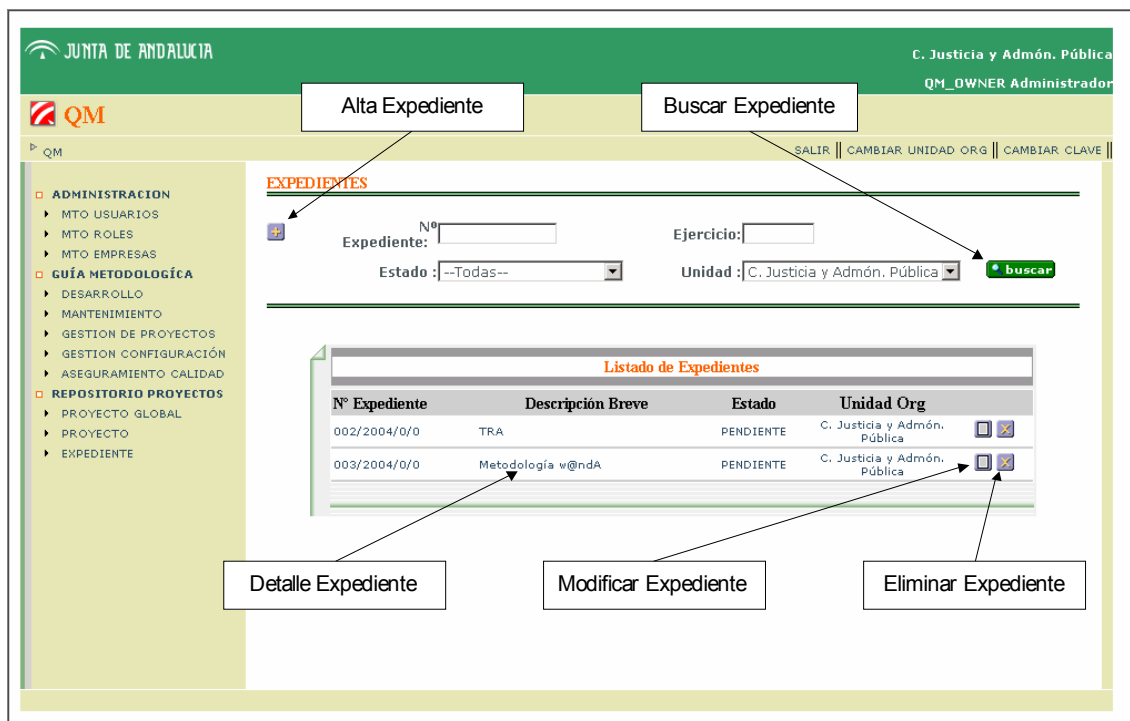 JUNTA DE ANDALUCIA
C. Justicia y Admón. Pública
QM_OWNER Administrador
Alta Expediente
Buscar Expediente
QM
QM
SALIR || CAMBIAR UNIDAD ORG || CAMBIAR CLAVE ||
ADMINISTRACION
MTO USUARIOS
MTO ROLES
MTO EMPRESAS
GUÍA METODOLOGÍCA
DESARROLLO
MANTENIMIENTO
GESTION DE PROYECTOS
GESTION CONFIGURACIÓN
ASEGURAMIENTO CALIDAD
REPOSITORIO PROYECTOS
PROYECTO GLOBAL
PROYECTO
EXPEDIENTE
EXPEDIENTES
Nº
Expediente:
Ejercicio:
Estado : --Todas--
Unidad : C. Justicia y Admón. Pública
buscar
Listado de Expedientes
Nº Expediente Descripción Breve Estado Unidad Org
002/2004/0/0 TRA PENDIENTE C. Justicia y Admón.
Pública
003/2004/0/0 Metodología w@ndA PENDIENTE C. Justicia y Admón.
Pública
Detalle Expediente
Modificar Expediente
Eliminar Expediente